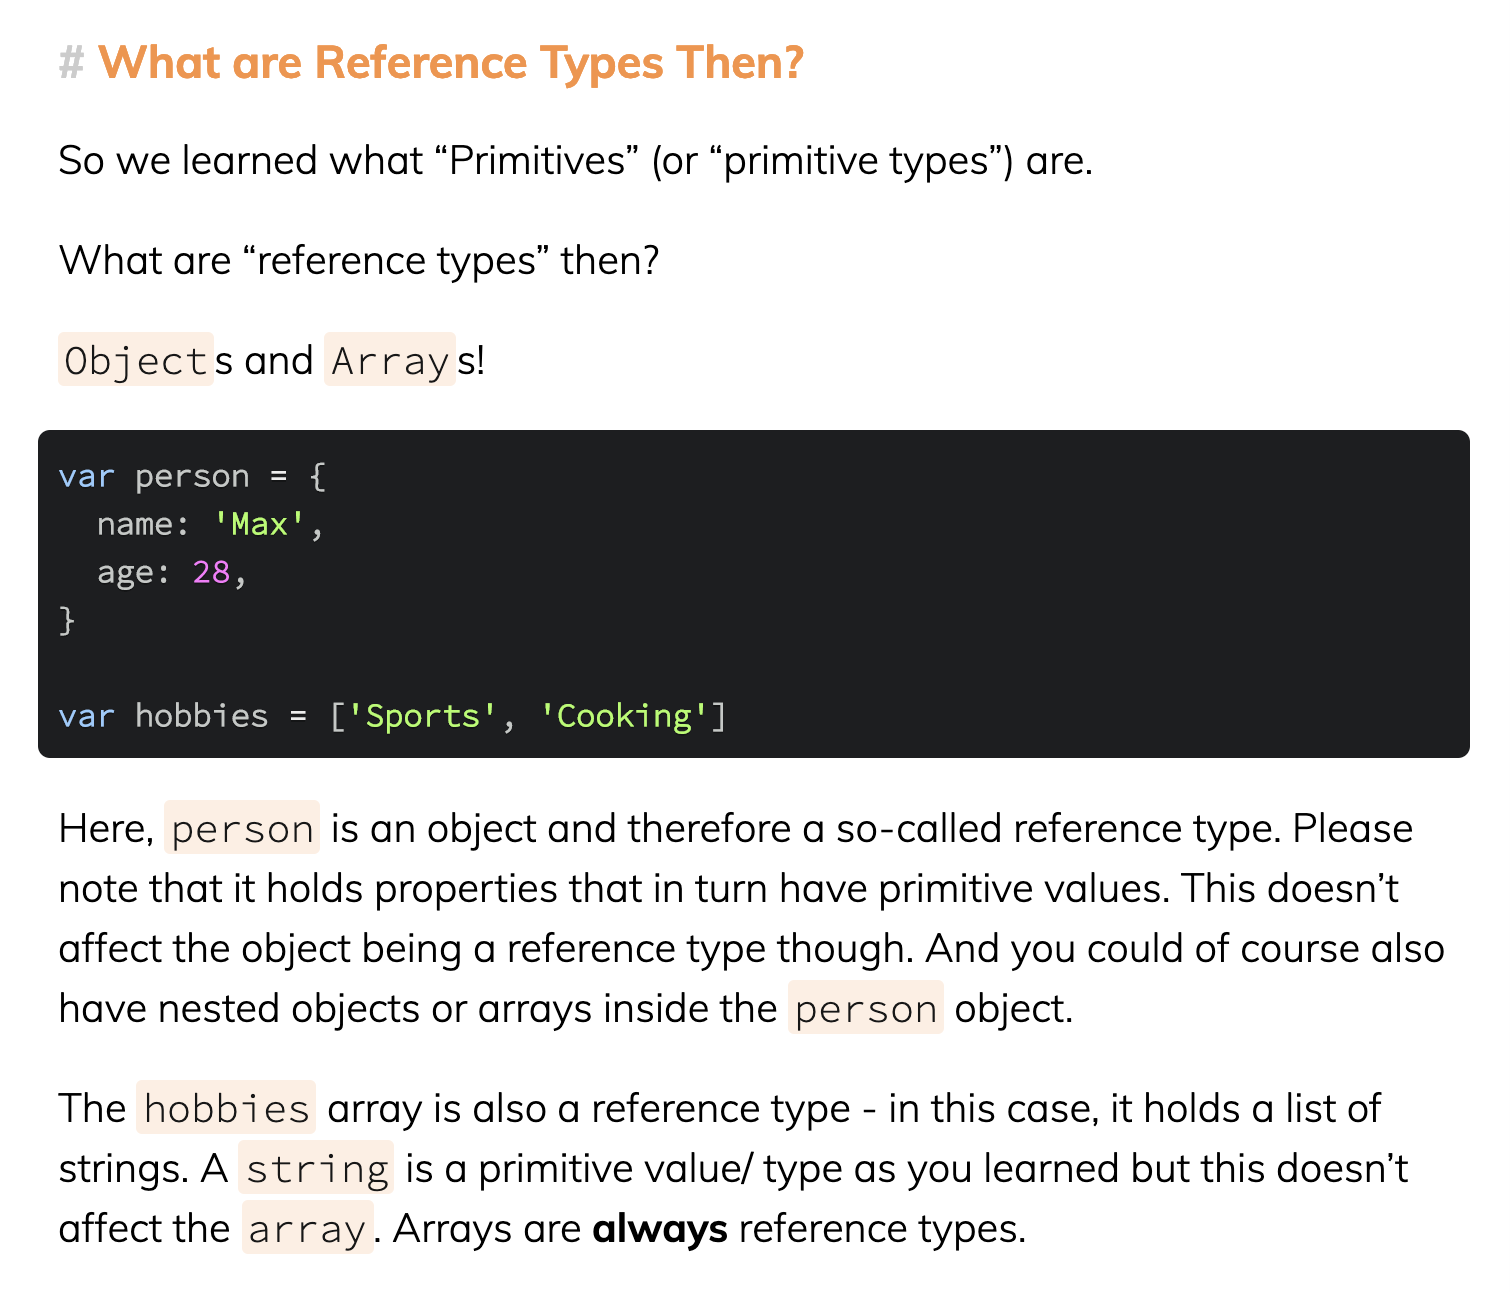 # What are Reference Types Then?
So we learned what “Primitives” (or “primitive types”) are.
What are “reference types” then?
Objects and Arrays!
var person = {
  name: 'Max',
  age: 28,
}
var hobbies = ['Sports', 'Cooking']
Here, person is an object and therefore a so-called reference type. Please
note that it holds properties that in turn have primitive values. This doesn’t
affect the object being a reference type though. And you could of course also
have nested objects or arrays inside the person object.
The hobbies array is also a reference type - in this case, it holds a list of
strings. A string is a primitive value/ type as you learned but this doesn’t
affect the array. Arrays are always reference types.